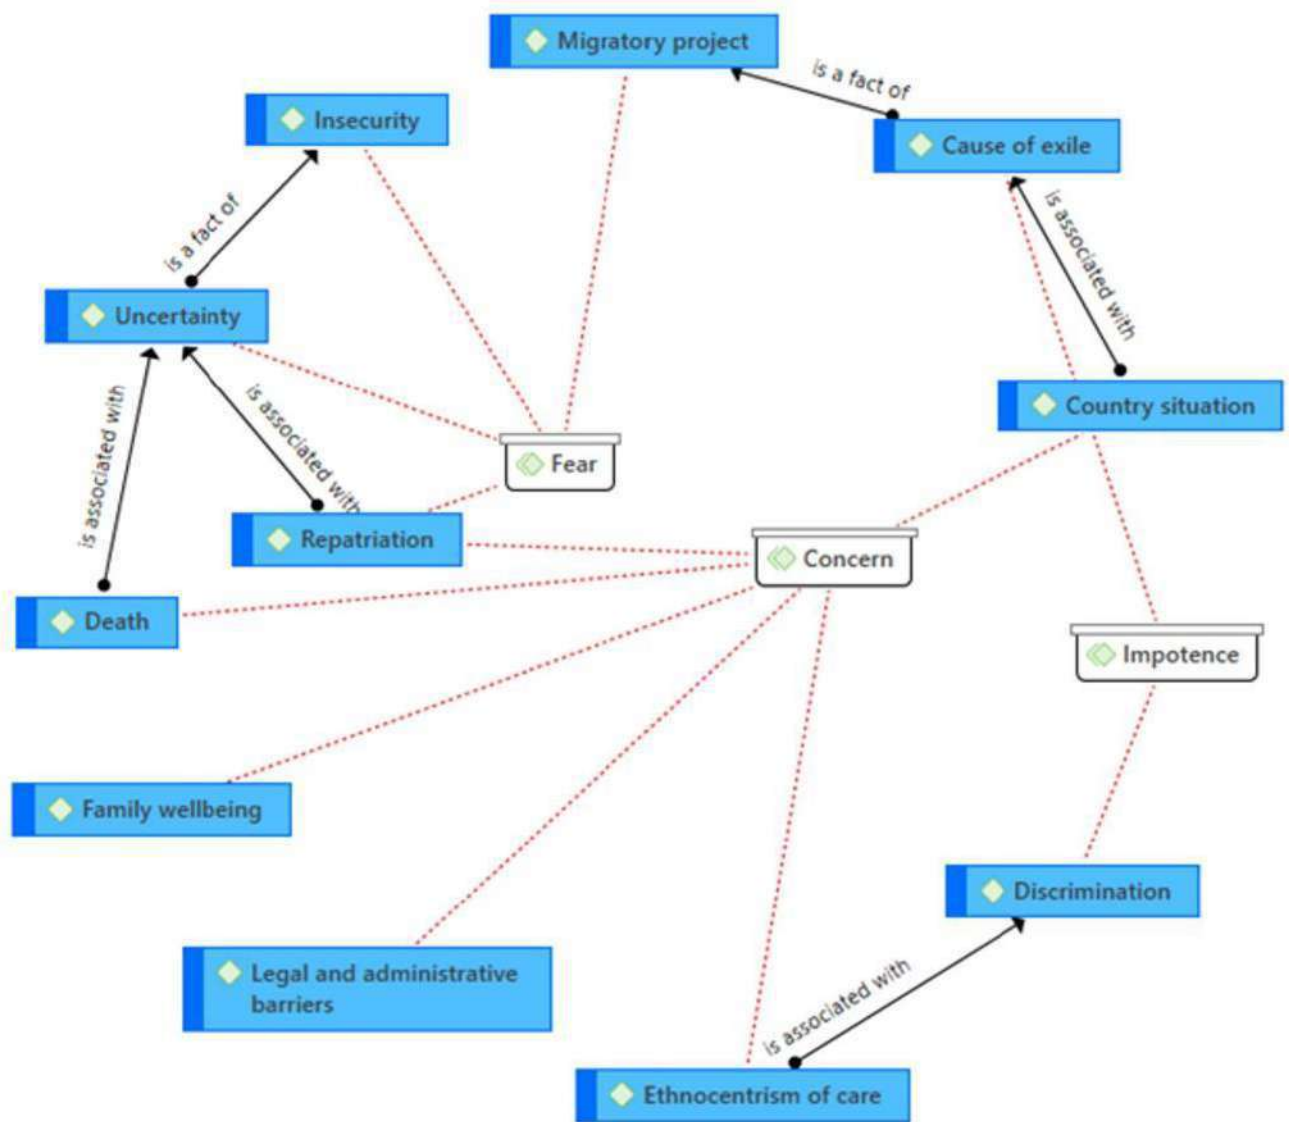 Migratory project
is a fact of
Insecurity
Cause of exile
is a fact of
is associated with
Uncertainty
Country situation
is associated with
is associated with
Fear
Repatriation
Concern
Death
Impotence
Family wellbeing
Discrimination
Legal and administrative
barriers
is associated with
Ethnocentrism of care